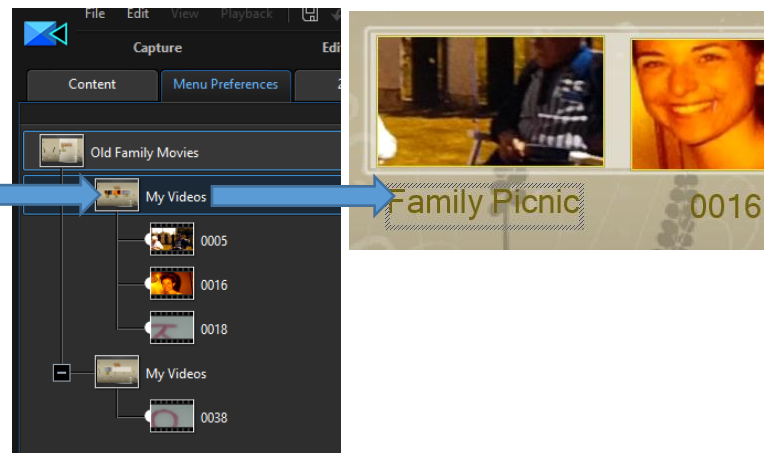 File Edit View Playback
Capture Edi
Content Menu Preferences 2
Old Family Movies
My Videos
0005
0016
0018
My Videos
0038
Family Picnic 0016